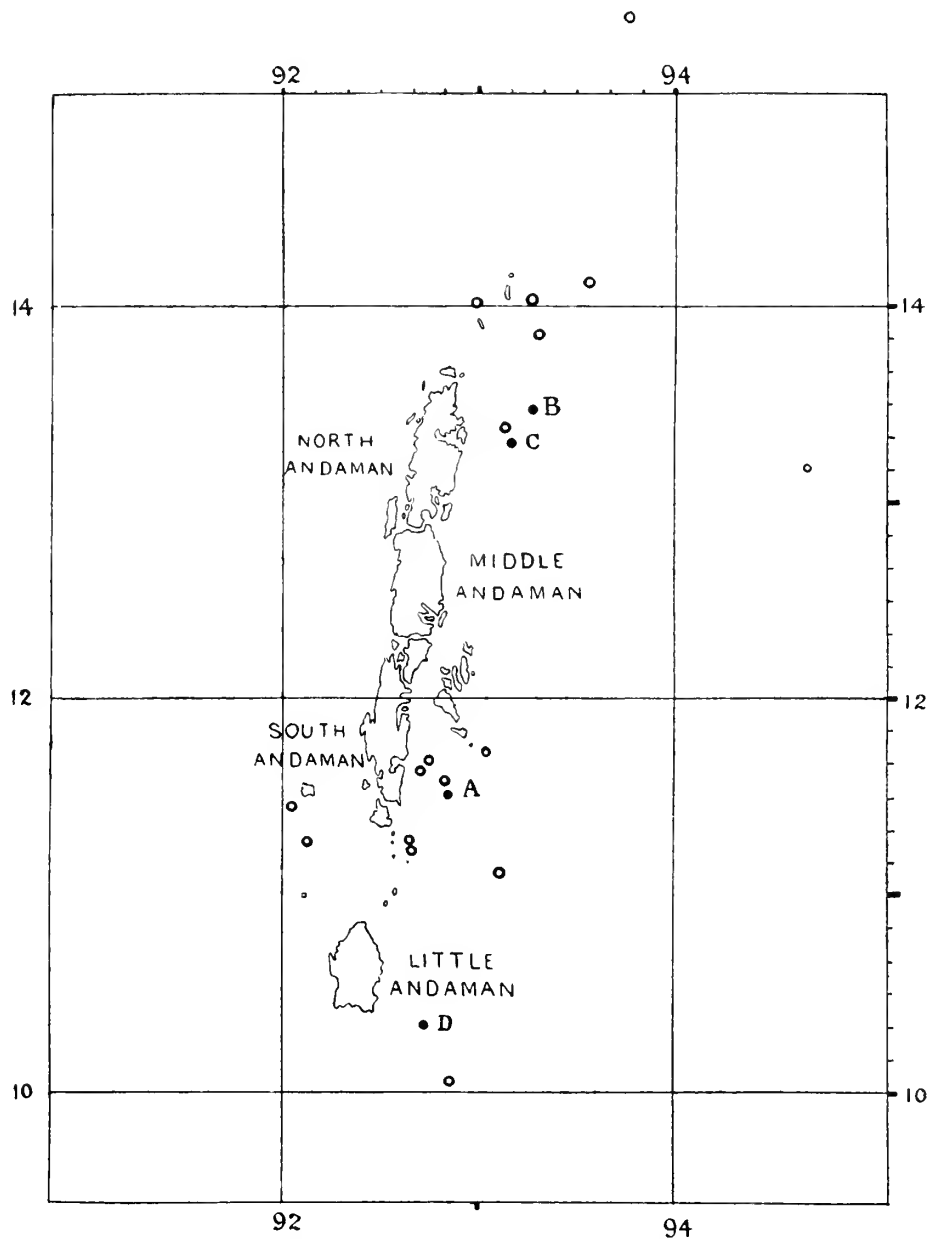 92 94
14 14
B
C
NORTH
ANDAMAN
MIDDLE
ANDAMAN
12 12
SOUTH
ANDAMAN
A
LITTLE
ANDAMAN
D
10 10
92 94